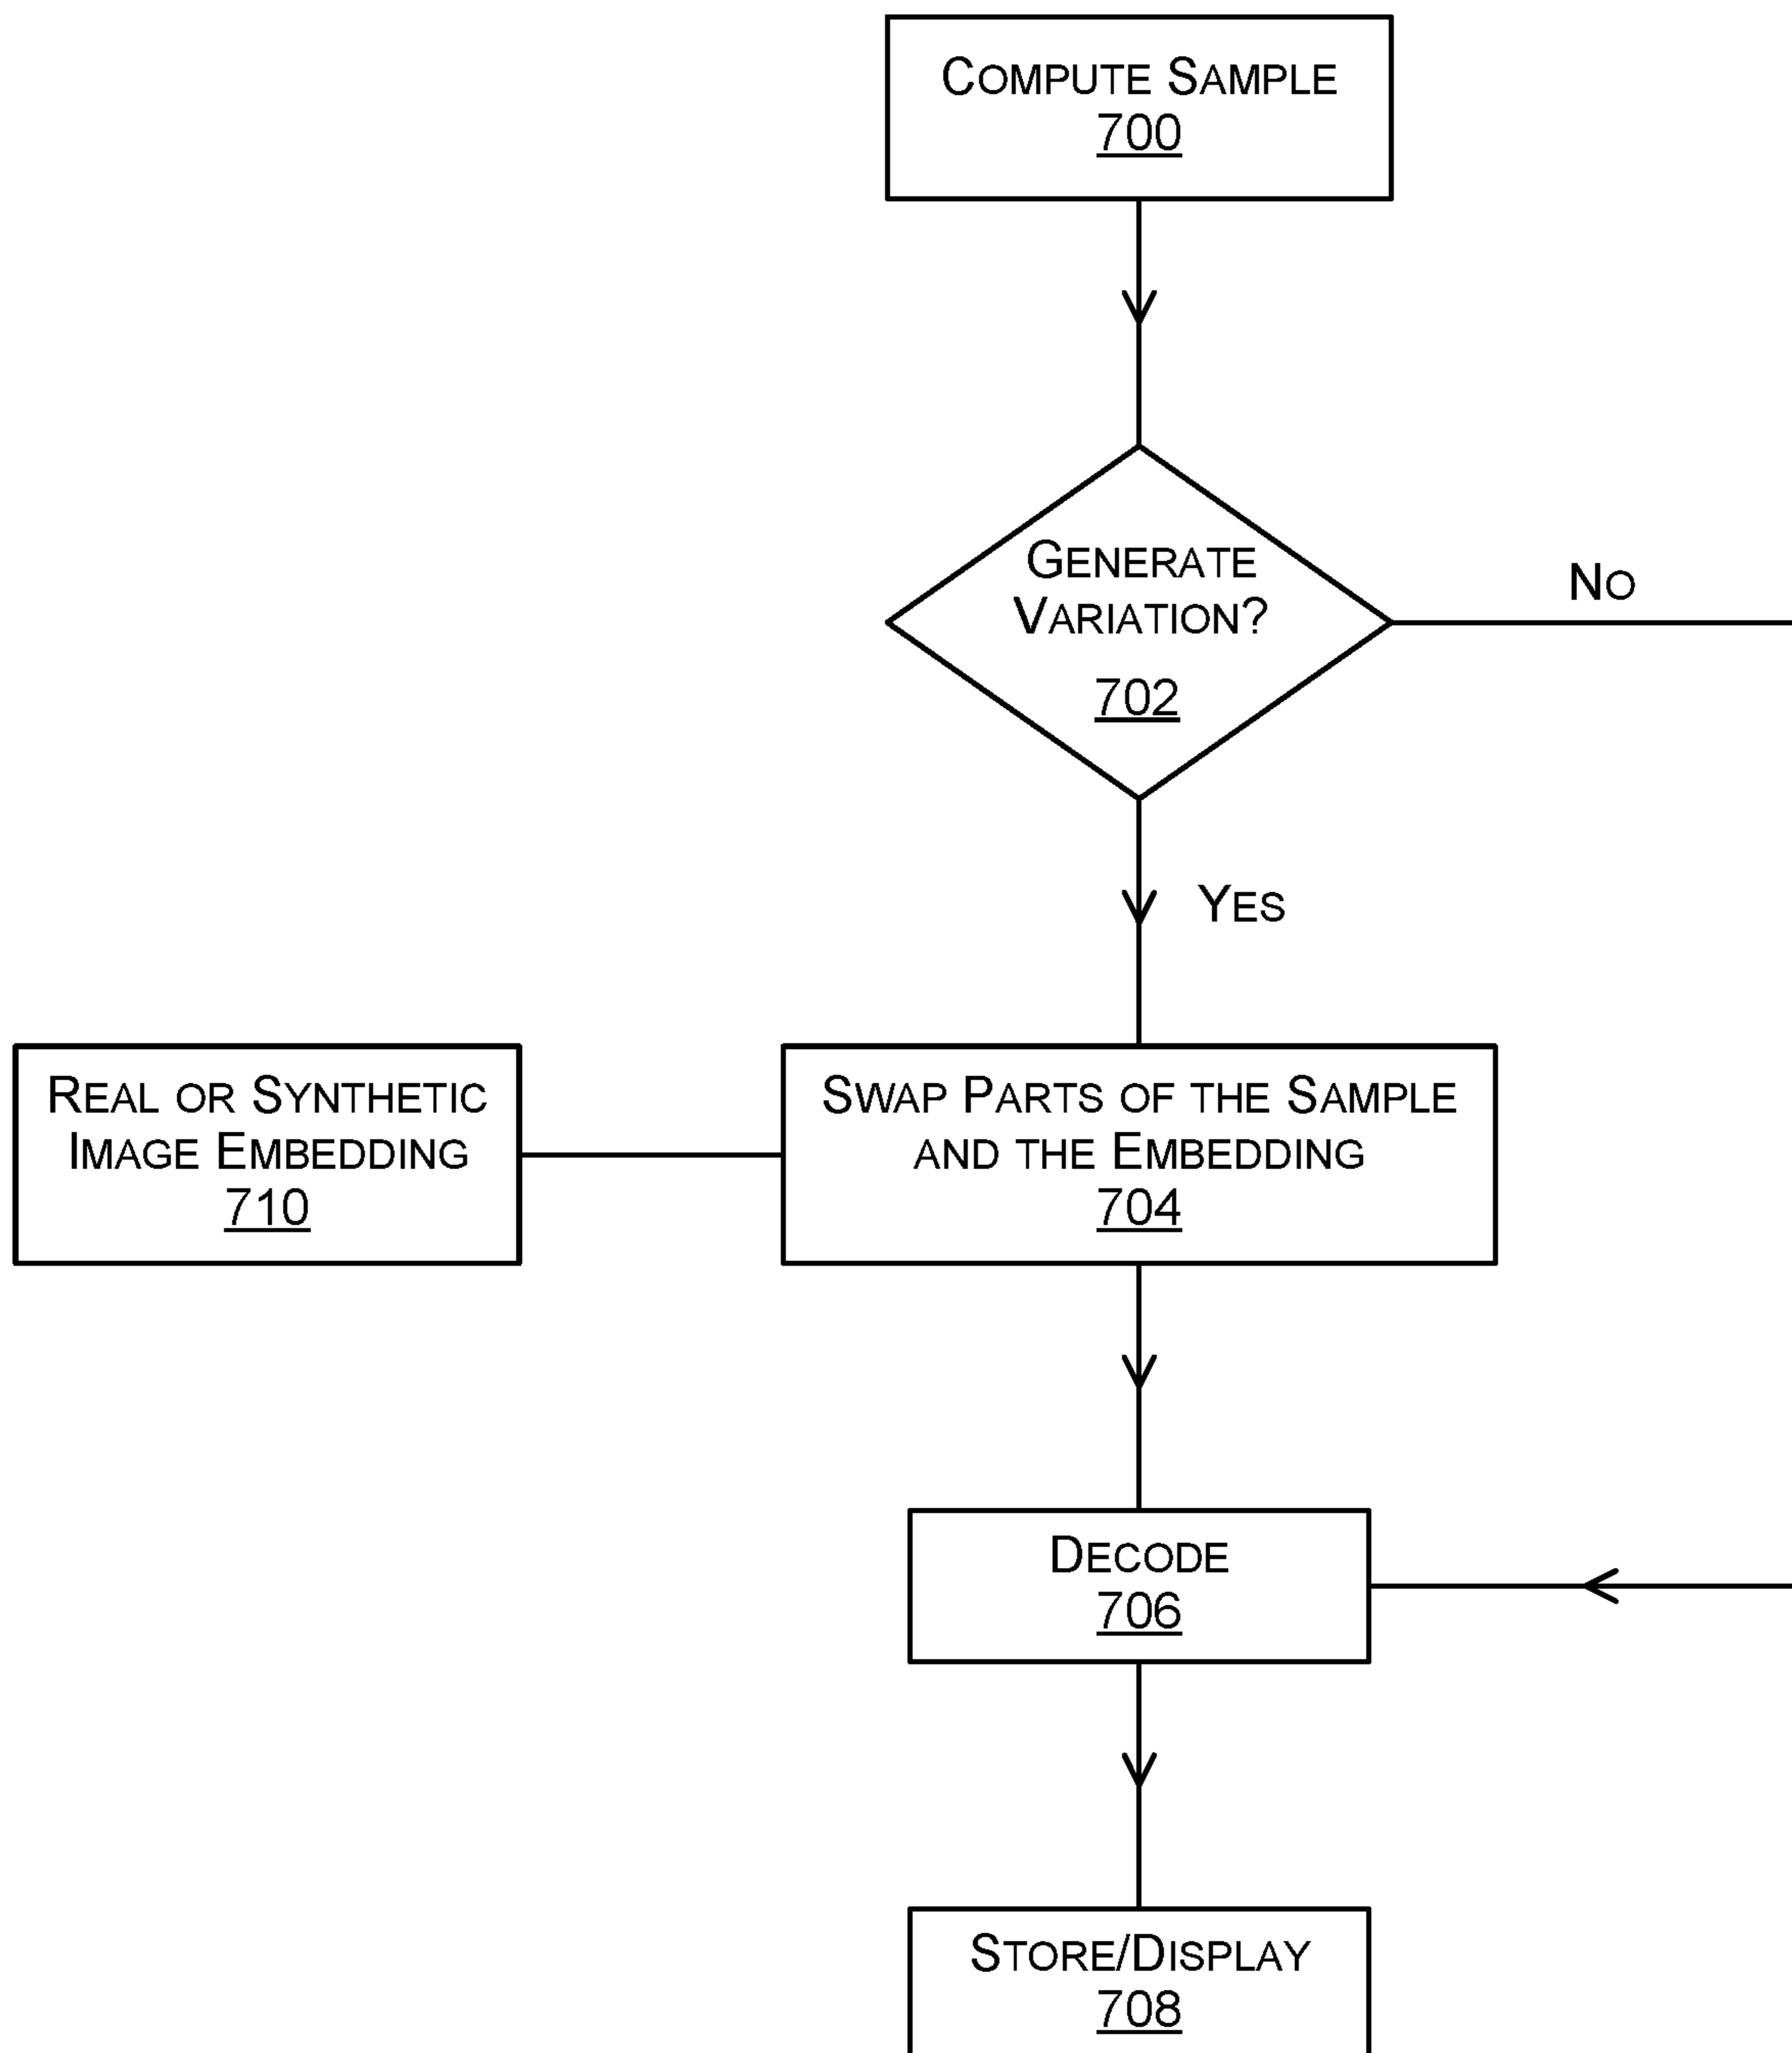 COMPUTE SAMPLE
700
GENERATE
VARIATION?
702
NO
YES
REAL OR SYNTHETIC
IMAGE EMBEDDING
710
SWAP PARTS OF THE SAMPLE
AND THE EMBEDDING
704
DECODE
706
STORE/DISPLAY
708